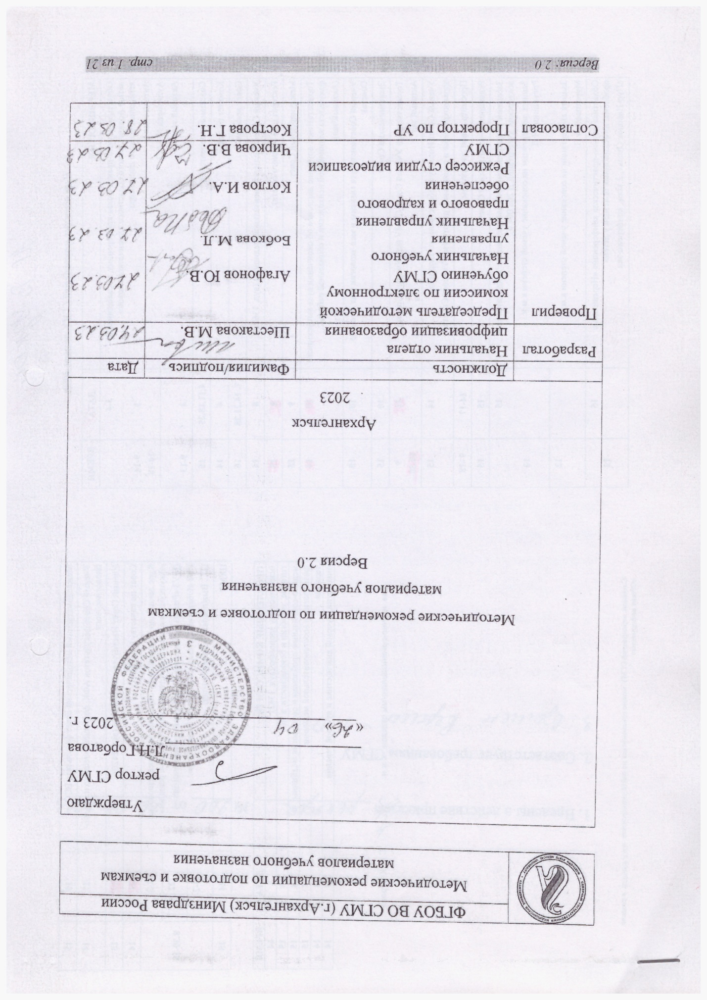 ФГБОУ ВО СГМУ (г.Архангельск) Минздрава России
Методические рекомендации по подготовке и съемкам
материалов учебного назначения
Утверждаю
ректор СГМУ
Л.Н.Горбатова
«26» 04 2023 г.
Методические рекомендации по подготовке и съемкам
материалов учебного назначения
Версия 2.0
Архангельск
2023
Должность Фамилия/подпись Дата
Разработал Начальник отдела
цифровизации образования Шестакова М.В. 24.03.23
Проверил Председатель методической
комиссии по электронному
обучению СГМУ Агафонов Ю.В. 27.03.23
Начальник учебного
управления Бобкова М.Л. 27.03.23
Начальник управления
правового и кадрового
обеспечения Котлов И.А. 27.03.23
Режиссер студии видеозаписи
СГМУ Чиркова В.В. 27.03.23
Согласовал Проректор по УР Кострова Г.Н. 28.03.23
Версия: 2.0 стр. 1 из 21